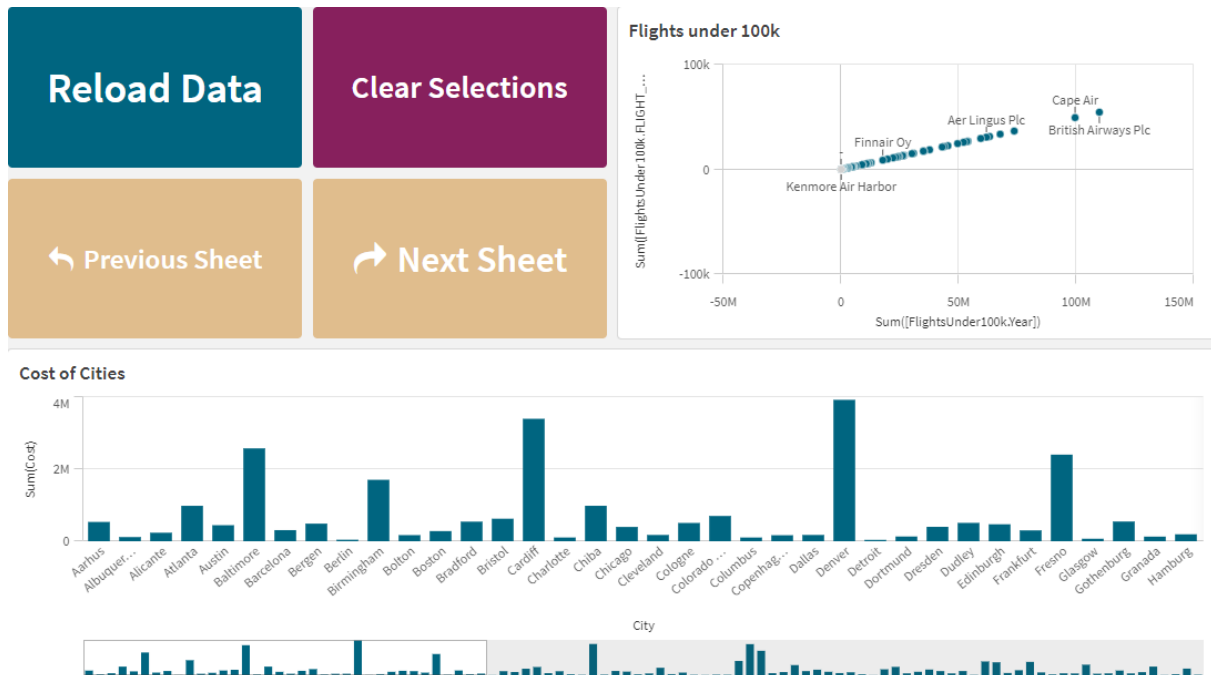 Reload Data
Clear Selections
Previous Sheet
Next Sheet
Flights under 100k
100k
0
-100k
Sum([FlightsUnder100k.FLIGHT_...
Cape Air
British Airways Plc
Aer Lingus Plc
Finnair Oy
Kenmore Air Harbor
-50M
0
50M
100M
150M
Sum([FlightsUnder100k.Year])
Cost of Cities
4M
2M
0
Sum(Cost)
Aarhus
Albuquer...
Alicante
Atlanta
Austin
Baltimore
Barcelona
Bergen
Berlin
Birmingham
Bolton
Boston
Bradford
Bristol
Cardiff
Charlotte
Chiba
Chicago
Cleveland
Cologne
Colorado ...
Columbus
Copenhag...
Dallas
Denver
Detroit
Dortmund
Dresden
Dudley
Edinburgh
Frankfurt
Fresno
Glasgow
Gothenburg
Granada
Hamburg
City